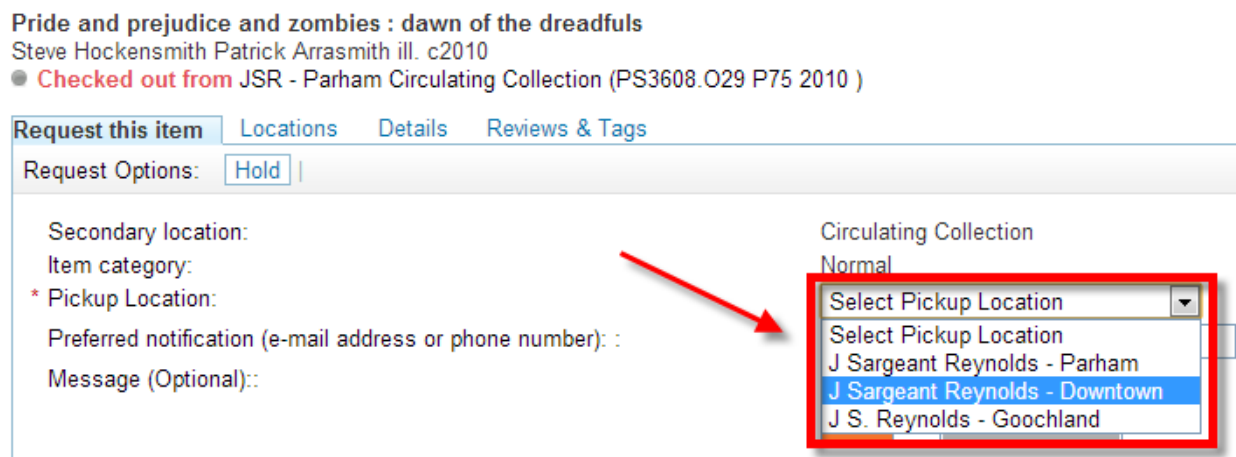 Pride and prejudice and zombies : dawn of the dreadfuls
Steve Hockensmith Patrick Arrasmith ill. c2010
Checked out from JSR - Parham Circulating Collection (PS3608.O29 P75 2010 )
Request this item Locations Details Reviews & Tags
Request Options: Hold |
Secondary location: Circulating Collection
Item category: Normal
* Pickup Location: Select Pickup Location
Preferred notification (e-mail address or phone number): : Select Pickup Location
J Sargeant Reynolds - Parham
Message (Optional):: J Sargeant Reynolds - Downtown
J S. Reynolds - Goochland